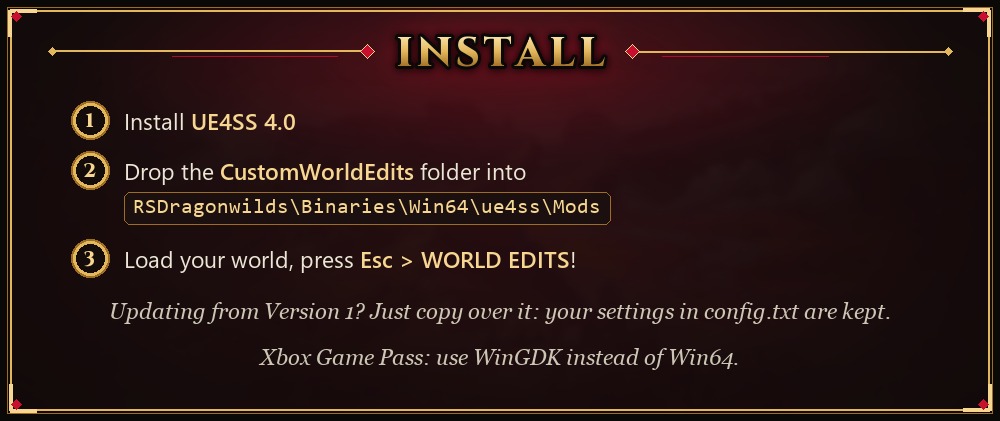 INSTALL
1 Install UE4SS 4.0
2 Drop the CustomWorldEdits folder into
RSDragonwilds\Binaries\Win64\ue4ss\Mods
3 Load your world, press Esc > WORLD EDITS!
Updating from Version 1? Just copy over it: your settings in config.txt are kept.
Xbox Game Pass: use WinGDK instead of Win64.